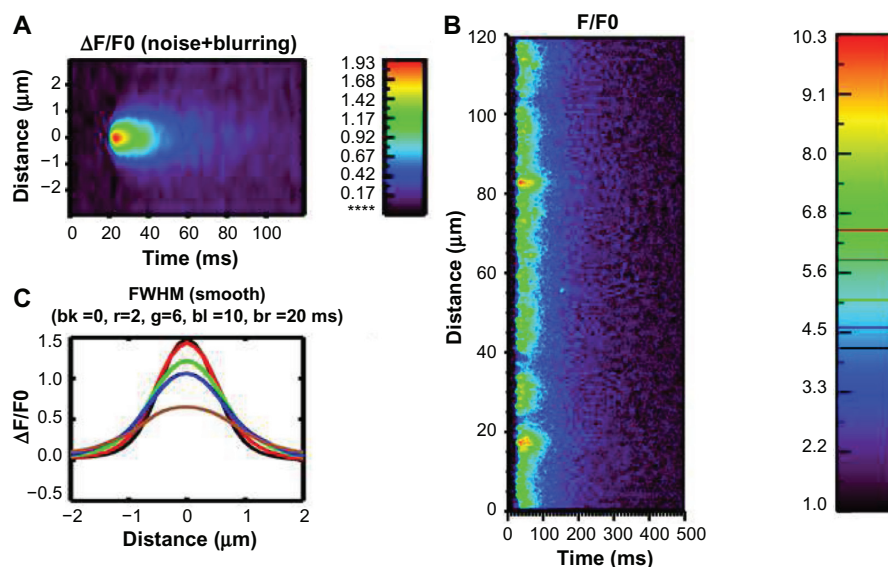 A
ΔF/F0 (noise+blurring)
Distance (μm)
2
1
0
−1
−2
0 20 40 60 80 100
Time (ms)
1.93
1.68
1.42
1.17
0.92
0.67
0.42
0.17
****
B
F/F0
Distance (μm)
120
100
80
60
40
20
0
0 100 200 300 400 500
Time (ms)
10.3
9.1
8.0
6.8
5.6
4.5
3.3
2.2
1.0
C
FWHM (smooth)
(bk =0, r=2, g=6, bl =10, br =20 ms)
ΔF/F0
1.5
1.0
0.5
0.0
−0.5
−2 −1 0 1 2
Distance (μm)